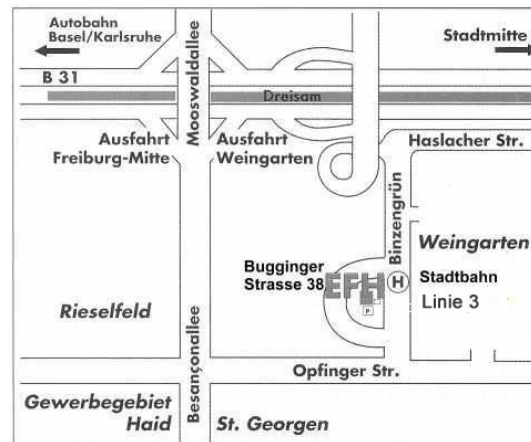 Autobahn
Basel/Karlsruhe
Stadtmitte
B 31
Mooswaldallee
Dreisam
Ausfahrt
Freiburg-Mitte
Ausfahrt
Weingarten
Haslacher Str.
Binzengrün
Weingarten
Bugginger
Strasse 38
EFH
H
Stadtbahn
Linie 3
P
Rieselfeld
Besançonallee
Opfinger Str.
Gewerbegebiet
Haid
St. Georgen